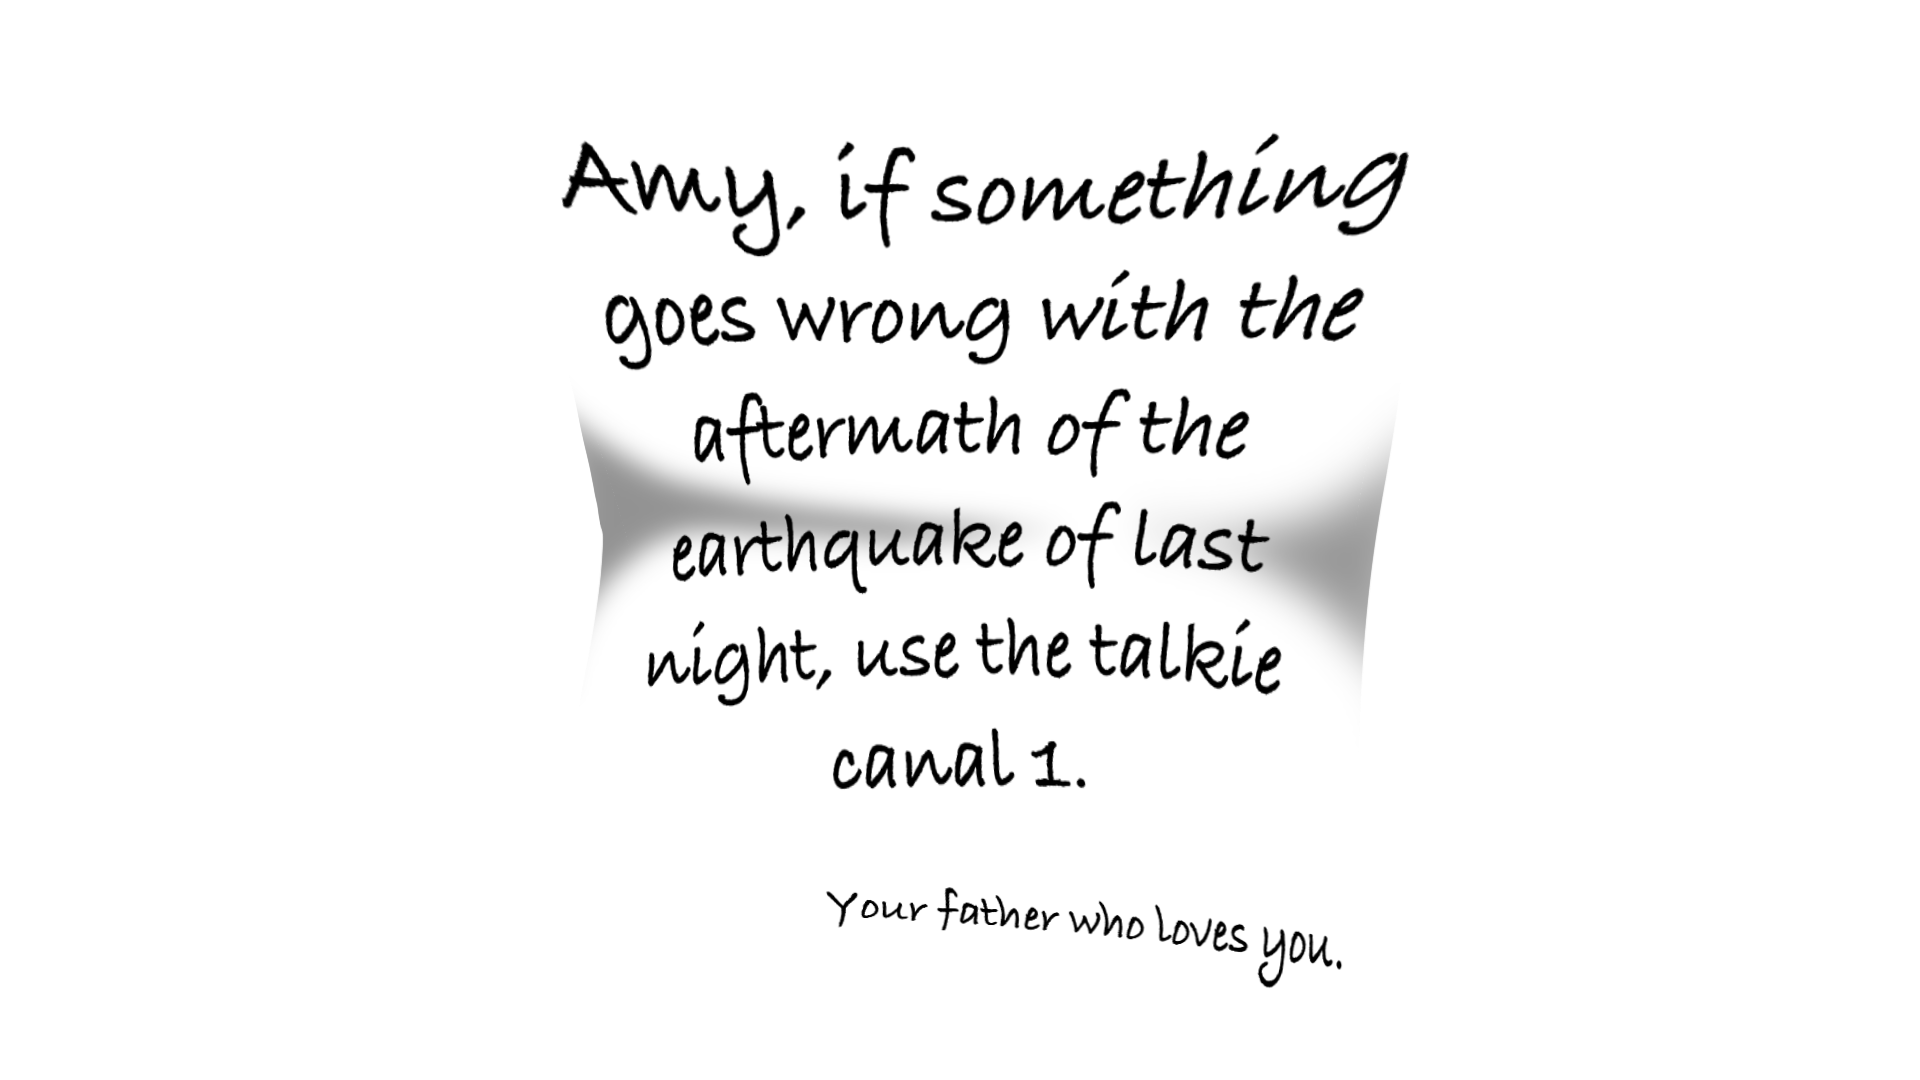 Amy, if something
goes wrong with the
aftermath of the
earthquake of last
night, use the talkie
canal 1.
Your father who loves you.